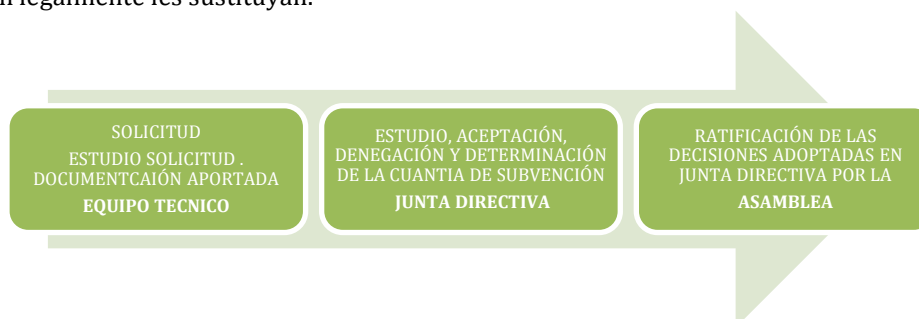 n legalmente les sustituyan.
SOLICITUD
ESTUDIO SOLICITUD .
DOCUMENTCAIÓN APORTADA
EQUIPO TECNICO
ESTUDIO, ACEPTACIÓN,
DENEGACIÓN Y DETERMINACIÓN
DE LA CUANTIA DE SUBVENCIÓN
JUNTA DIRECTIVA
RATIFICACIÓN DE LAS
DECISIONES ADOPTADAS EN
JUNTA DIRECTIVA POR LA
ASAMBLEA